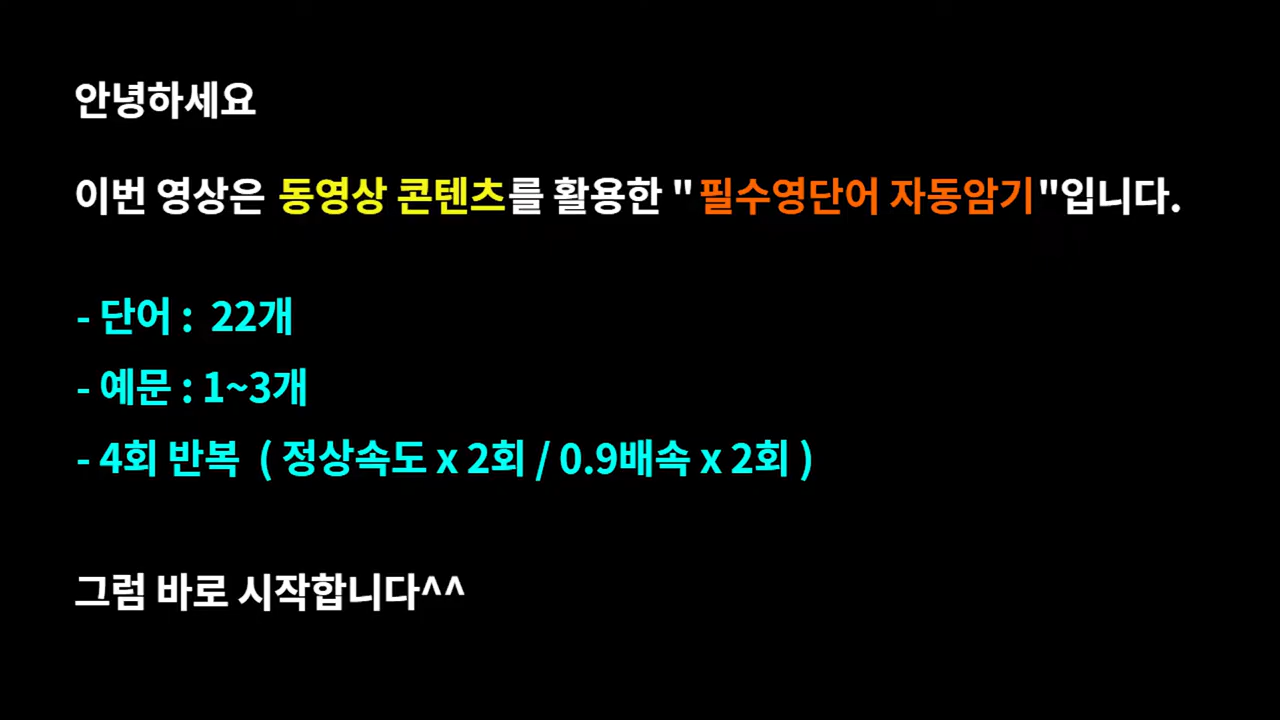 안녕하세요
이번 영상은 동영상 콘텐츠를 활용한 "필수영단어 자동암기"입니다.
- 단어 : 22개
- 예문 : 1~3개
- 4회 반복 ( 정상속도 x 2회 / 0.9배속 x 2회 )
그럼 바로 시작합니다^^